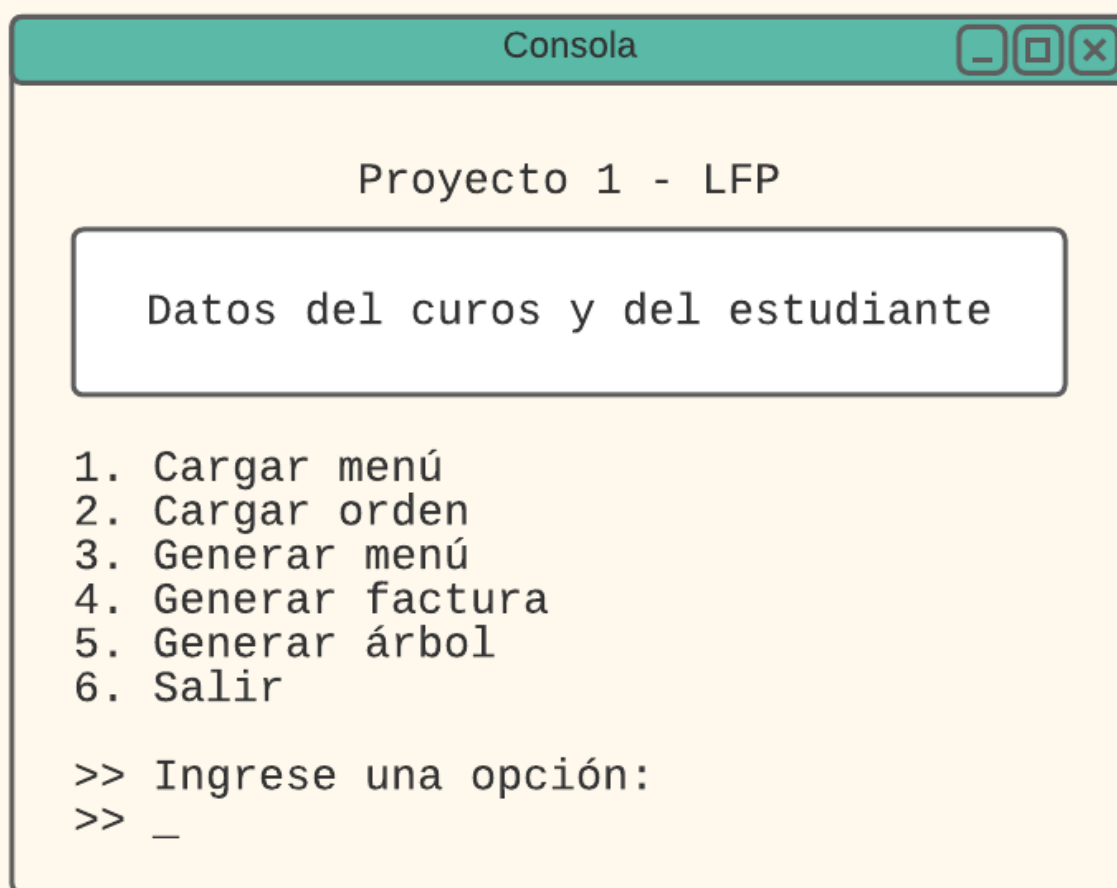 Consola
Proyecto 1 - LFP
Datos del curos y del estudiante
1. Cargar menú
2. Cargar orden
3. Generar menú
4. Generar factura
5. Generar árbol
6. Salir
>> Ingrese una opción:
>> _